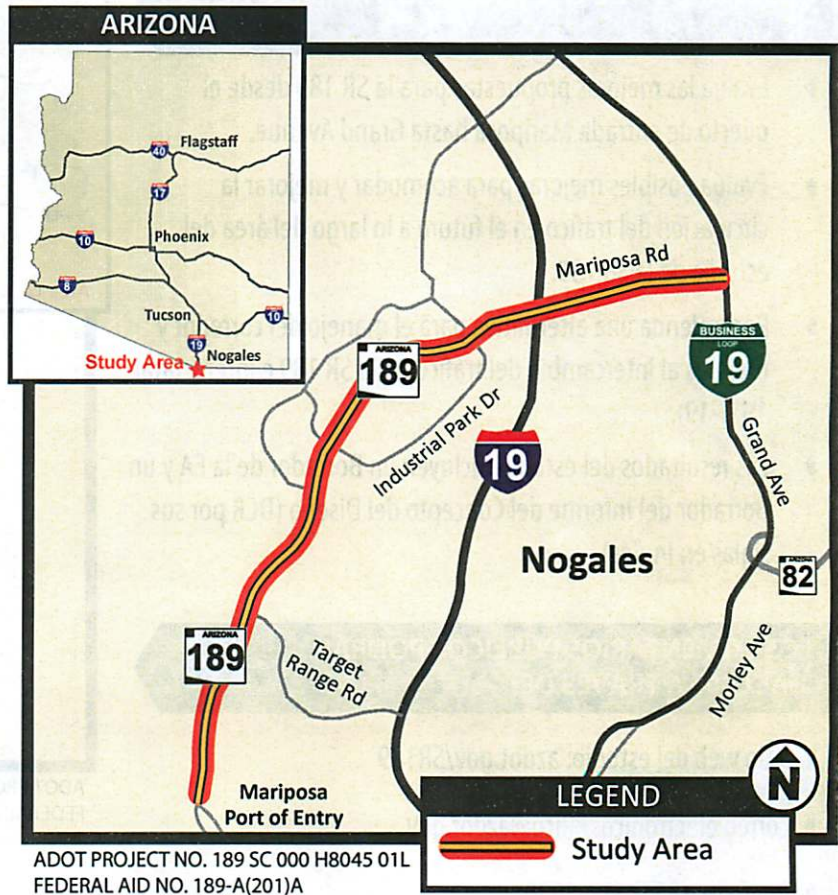 ARIZONA
40
Flagstaff
17
10
Phoenix
8
Tucson
10
19
Nogales
Study Area
Mariposa Rd
ARIZONA
189
BUSINESS
LOOP
19
Industrial Park Dr
19
Grand Ave
Nogales
ARIZONA
82
ARIZONA
189
Target
Range Rd
Morley Ave
Mariposa
Port of Entry
N
LEGEND
Study Area
ADOT PROJECT NO. 189 SC 000 H8045 01L
FEDERAL AID NO. 189-A(201)A